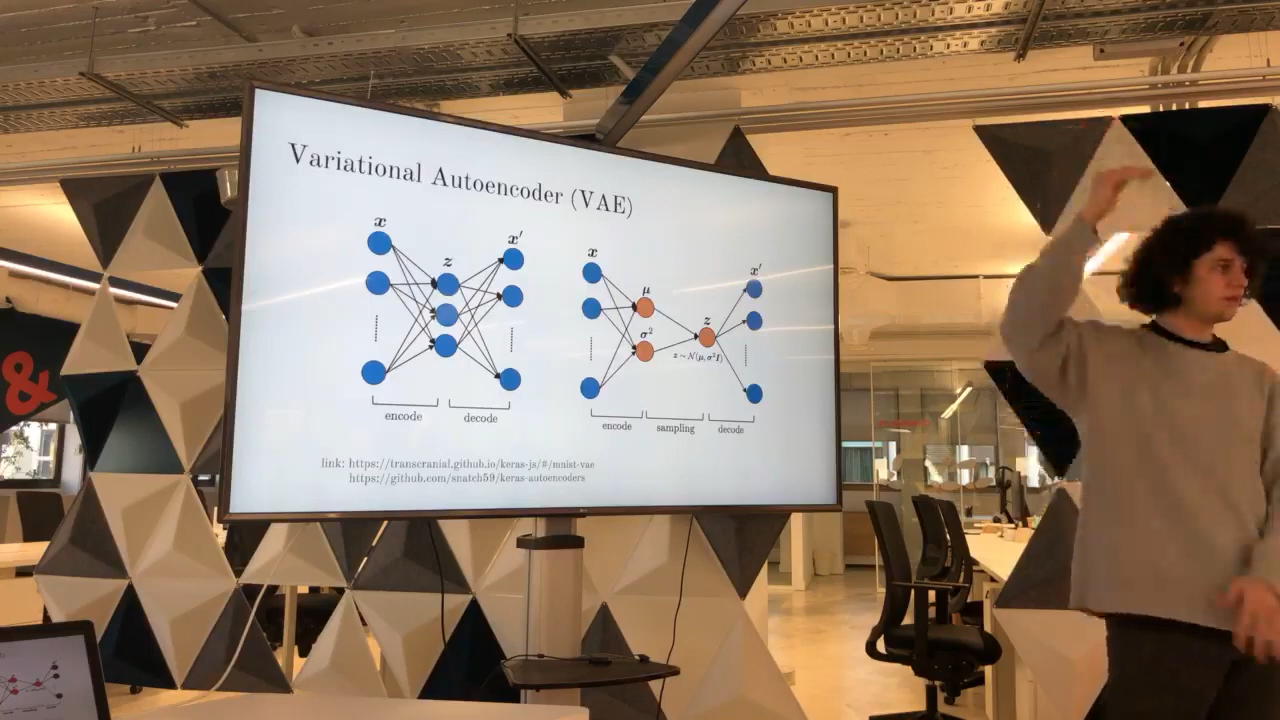 Variational Autoencoder (VAE)
x
z
x′
encode
decode
x
μ
σ²
z
z ~ N(μ, σ²I)
x′
encode
sampling
decode
link: https://transcranial.github.io/keras-js/#/mnist-vae
https://github.com/snatch59/keras-autoencoders
&